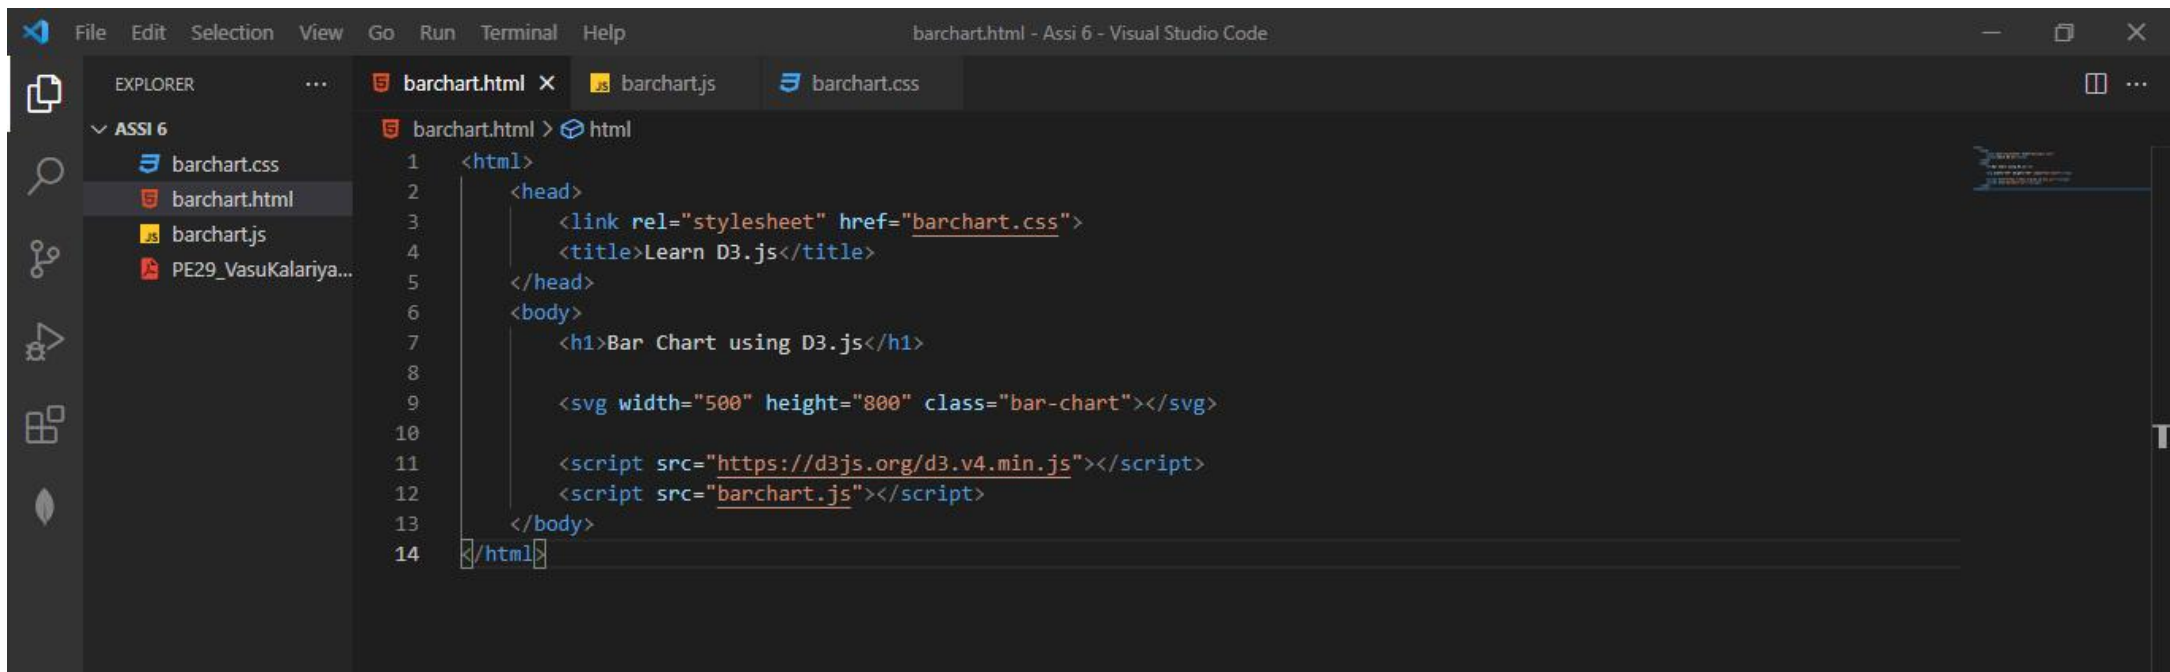 File Edit Selection View Go Run Terminal Help barchart.html - Assi 6 - Visual Studio Code
EXPLORER ... barchart.html barchart.js barchart.css ...
ASSI 6
barchart.css
barchart.html
barchart.js
PE29_VasuKalariya...
barchart.html > html
1 <html>
2 <head>
3 <link rel="stylesheet" href="barchart.css">
4 <title>Learn D3.js</title>
5 </head>
6 <body>
7 <h1>Bar Chart using D3.js</h1>
8
9 <svg width="500" height="800" class="bar-chart"></svg>
10
11 <script src="https://d3js.org/d3.v4.min.js"></script>
12 <script src="barchart.js"></script>
13 </body>
14 </html>